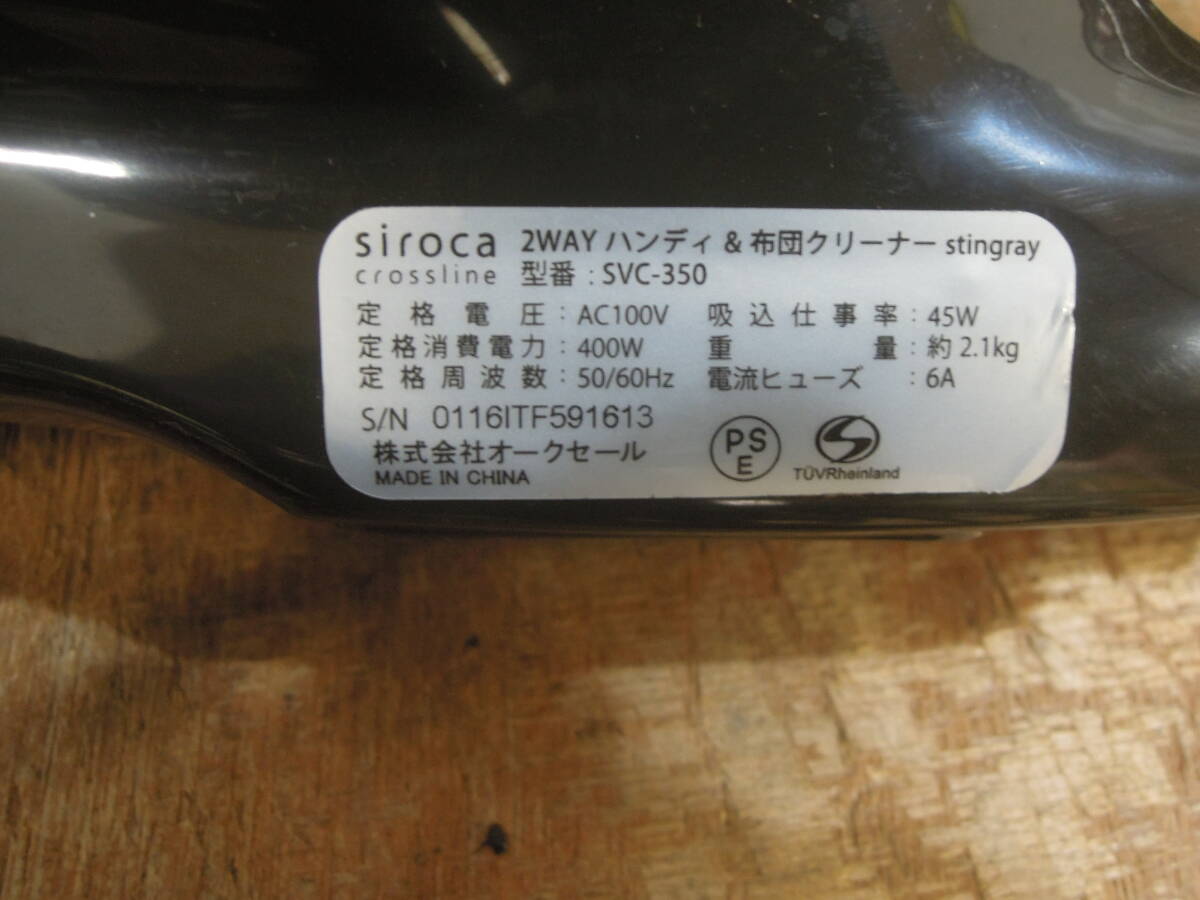 siroca 2WAY ハンディ & 布団クリーナー stingray
crossline 型番 : SVC-350
定格電圧 : AC100V 吸込仕事率 : 45W
定格消費電力 : 400W 重量 : 約 2.1kg
定格周波数 : 50/60Hz 電流ヒューズ : 6A
S/N 0116ITF591613
株式会社オークセール
MADE IN CHINA
PS
E
TÜVRheinland